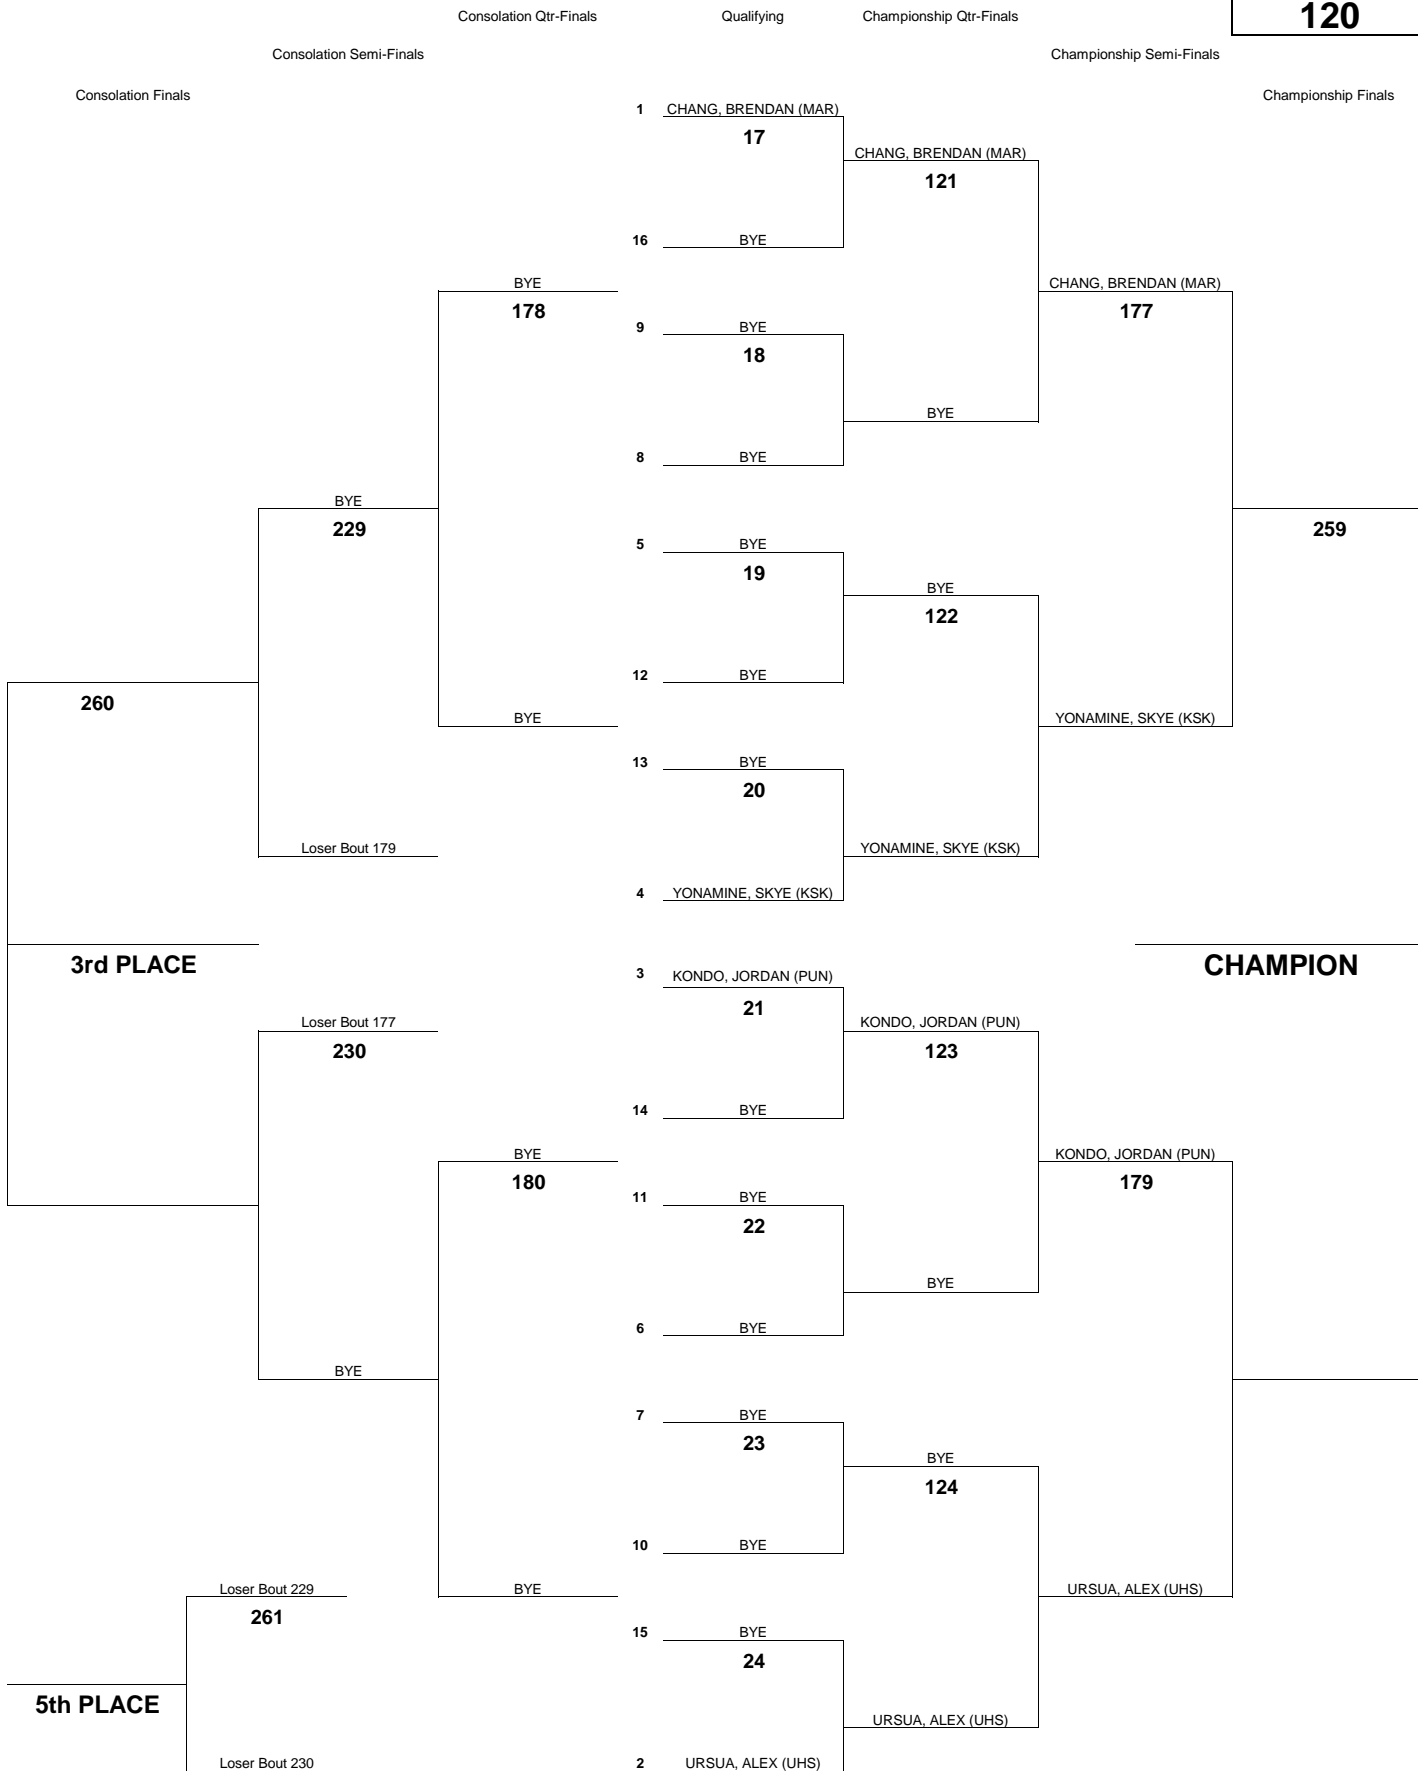 Consolation Qtr-Finals Qualifying Championship Qtr-Finals 120
Consolation Semi-Finals Championship Semi-Finals
Consolation Finals Championship Finals
1 CHANG, BRENDAN (MAR)
17
CHANG, BRENDAN (MAR)
121
16 BYE
BYE CHANG, BRENDAN (MAR)
178 177
9 BYE
18
BYE
8 BYE
BYE
229 259
5 BYE
19
BYE
122
12 BYE
260
BYE YONAMINE, SKYE (KSK)
13 BYE
20
Loser Bout 179 YONAMINE, SKYE (KSK)
4 YONAMINE, SKYE (KSK)
3rd PLACE CHAMPION
3 KONDO, JORDAN (PUN)
21
Loser Bout 177 KONDO, JORDAN (PUN)
230 123
14 BYE
BYE KONDO, JORDAN (PUN)
180 179
11 BYE
22
BYE
6 BYE
BYE
7 BYE
23
BYE
124
10 BYE
Loser Bout 229 BYE URSUA, ALEX (UHS)
261
15 BYE
24
5th PLACE
URSUA, ALEX (UHS)
Loser Bout 230 2 URSUA, ALEX (UHS)